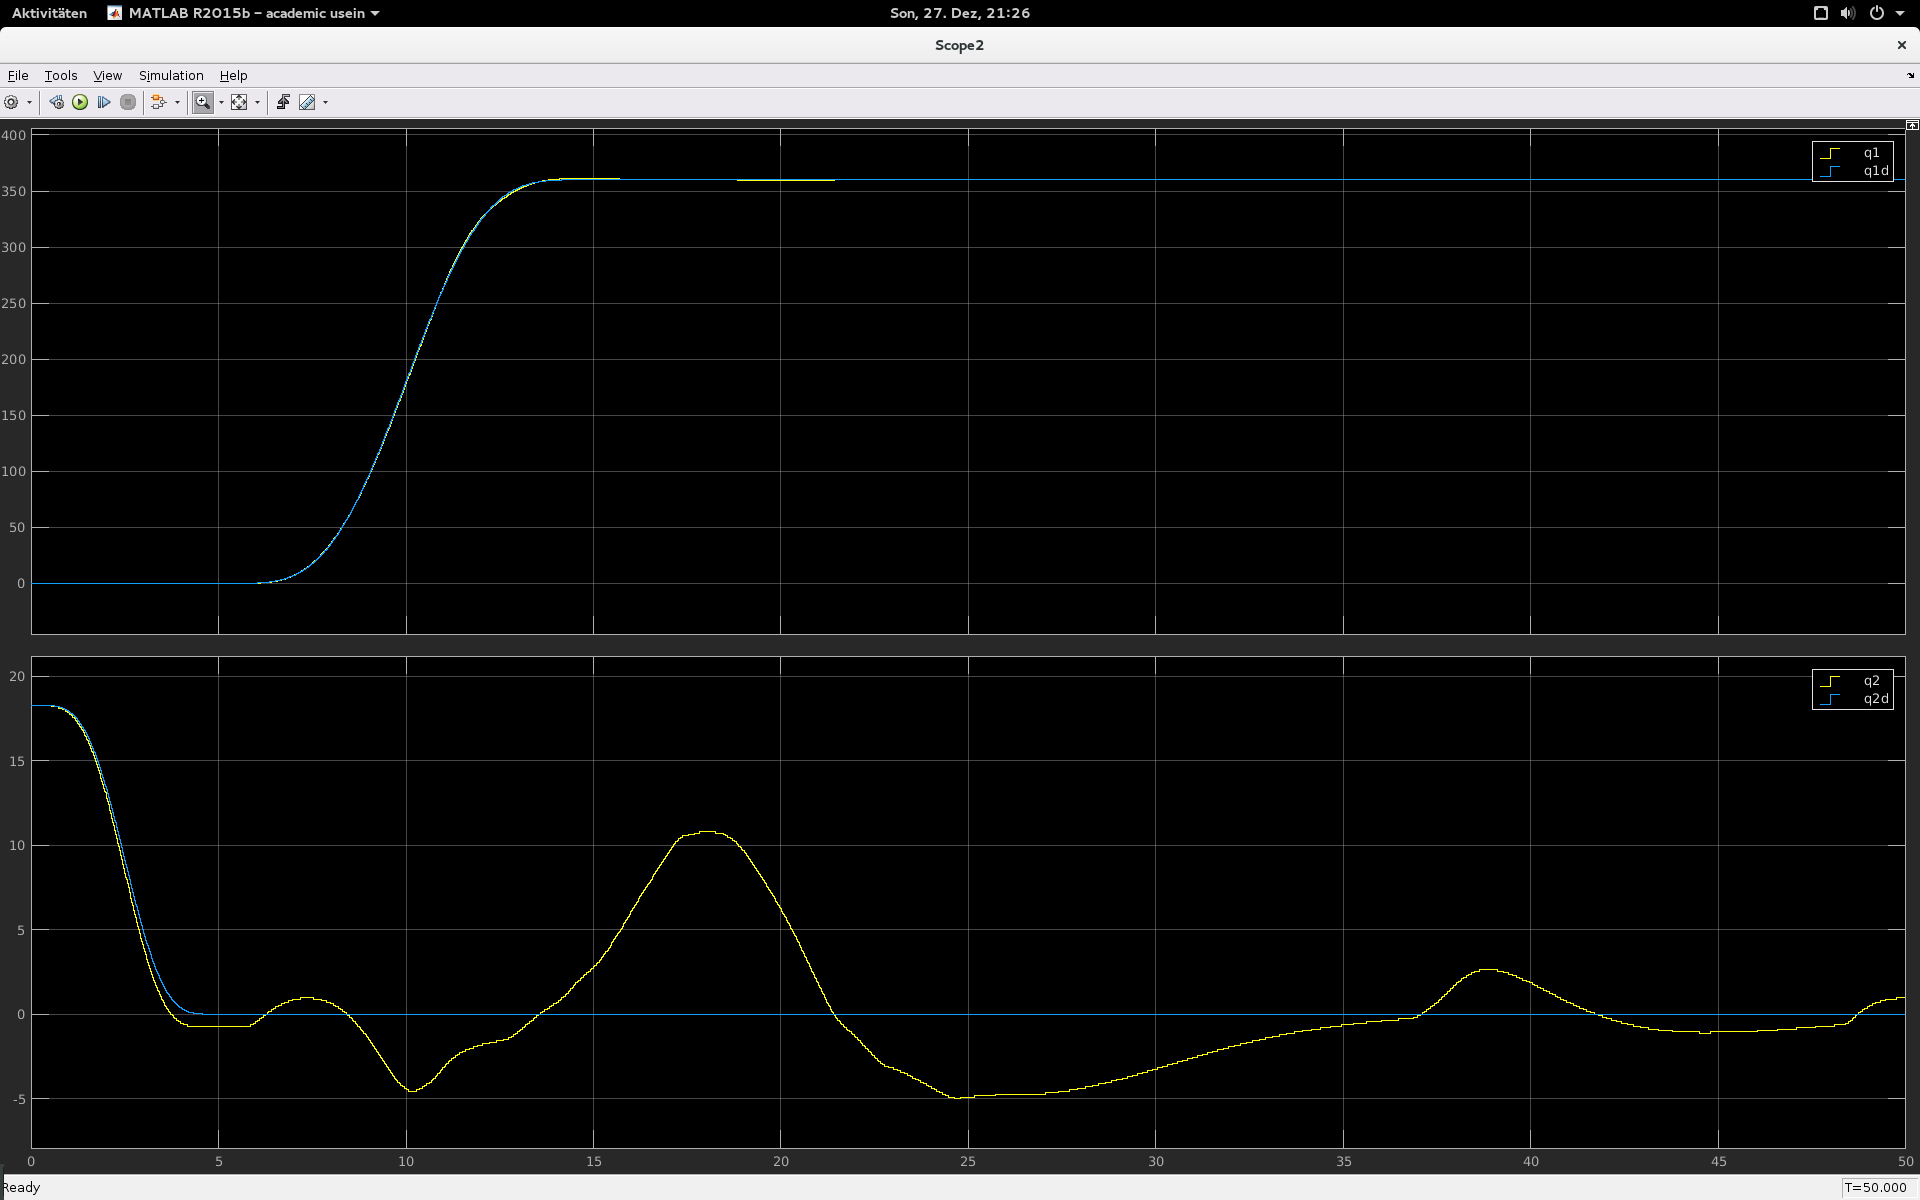 Aktivitäten MATLAB R2015b – academic usein Son, 27. Dez, 21:26
Scope2
File Tools View Simulation Help
400
350
300
250
200
150
100
50
0
q1
q1d
20
15
10
5
0
-5
q2
q2d
0 5 10 15 20 25 30 35 40 45 50
Ready T=50.000